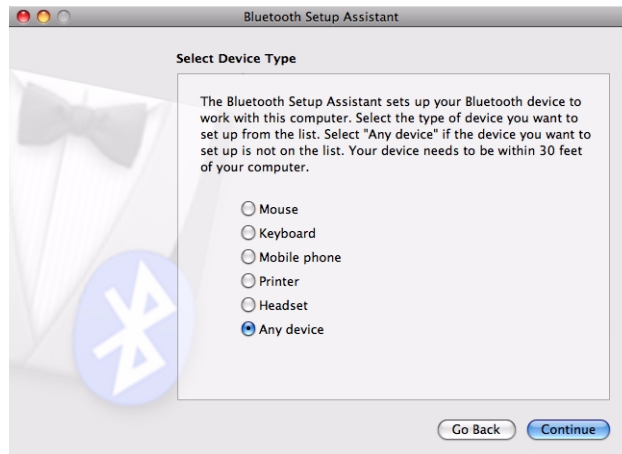 Bluetooth Setup Assistant
Select Device Type
The Bluetooth Setup Assistant sets up your Bluetooth device to
work with this computer. Select the type of device you want to
set up from the list. Select "Any device" if the device you want to
set up is not on the list. Your device needs to be within 30 feet
of your computer.
Mouse
Keyboard
Mobile phone
Printer
Headset
Any device
Go Back
Continue